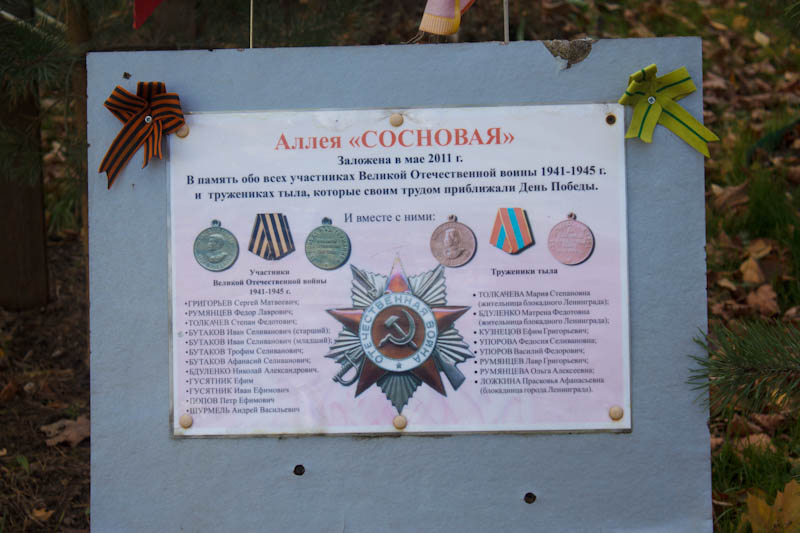 Аллея «СОСНОВАЯ»
Заложена в мае 2011 г.
В память обо всех участниках Великой Отечественной войны 1941-1945 г.
и тружениках тыла, которые своим трудом приближали День Победы.
И вместе с ними:
Участники
Великой Отечественной войны
1941-1945 г.
•ГРИГОРЬЕВ Сергей Матвеевич;
•РУМЯНЦЕВ Федор Лаврович;
•ТОЛКАЧЕВ Степан Федотович;
•БУТАКОВ Иван Селиванович (старший);
•БУТАКОВ Иван Селиванович (младший);
•БУТАКОВ Трофим Селиванович;
•БУТАКОВ Афанасий Селиванович;
•БДУЛЕНКО Николай Александрович.
•ГУСЯТНИК Ефим
•ГУСЯТНИК Иван Ефимович
•ПОПОВ Петр Ефимович
•ШУРМЕЛЬ Андрей Васильевич
ОТЕЧЕСТВЕННАЯ ВОЙНА
Труженики тыла
• ТОЛКАЧЕВА Мария Степановна
(жительница блокадного Ленинграда);
• БДУЛЕНКО Матрена Федотовна
(жительница блокадного Ленинграда);
• КУЗНЕЦОВ Ефим Григорьевич;
• УПОРОВА Федосия Селивановна;
• УПОРОВ Василий Федорович;
• РУМЯНЦЕВ Лавр Григорьевич;
• РУМЯНЦЕВА Ольга Алексеевна;
• ЛОЖКИНА Прасковья Афанасьевна
(блокадница города Ленинграда).